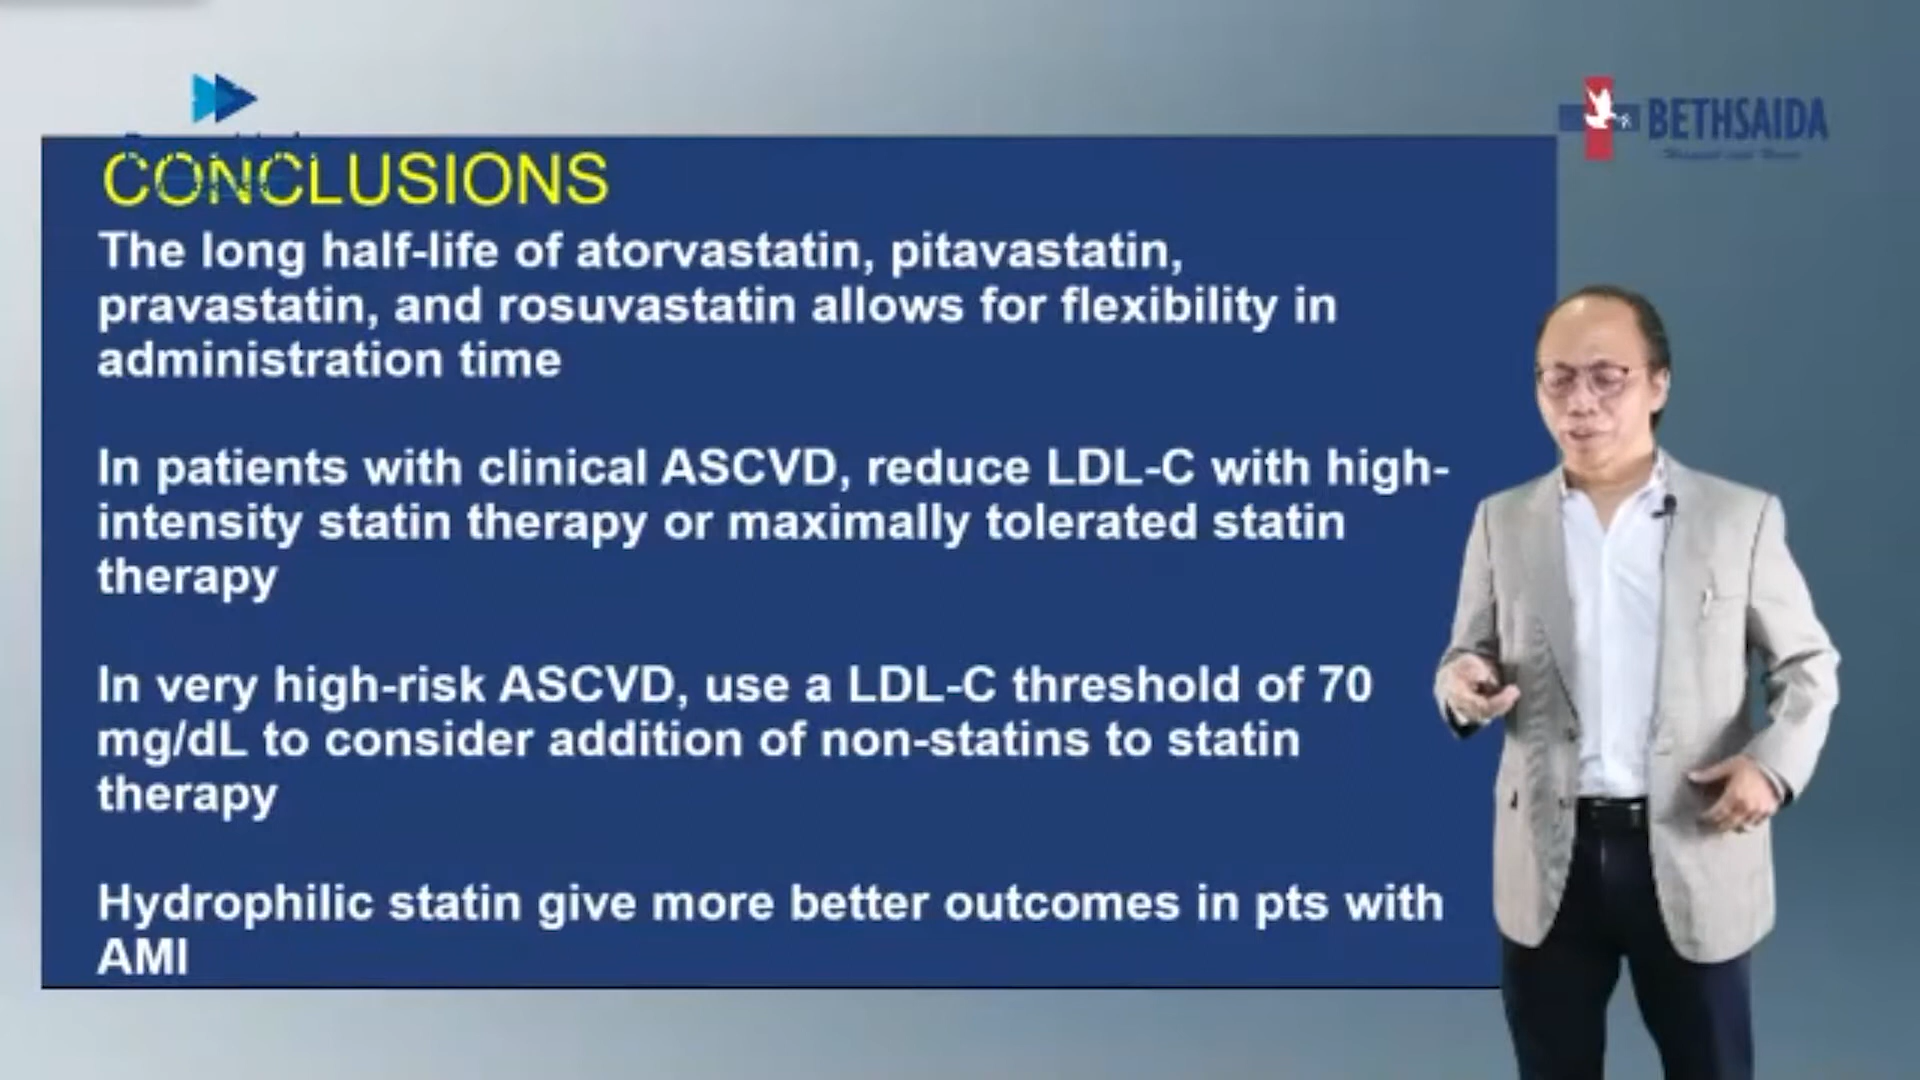 BETHSAIDA
CONCLUSIONS
The long half-life of atorvastatin, pitavastatin,
pravastatin, and rosuvastatin allows for flexibility in
administration time
In patients with clinical ASCVD, reduce LDL-C with high-
intensity statin therapy or maximally tolerated statin
therapy
In very high-risk ASCVD, use a LDL-C threshold of 70
mg/dL to consider addition of non-statins to statin
therapy
Hydrophilic statin give more better outcomes in pts with
AMI